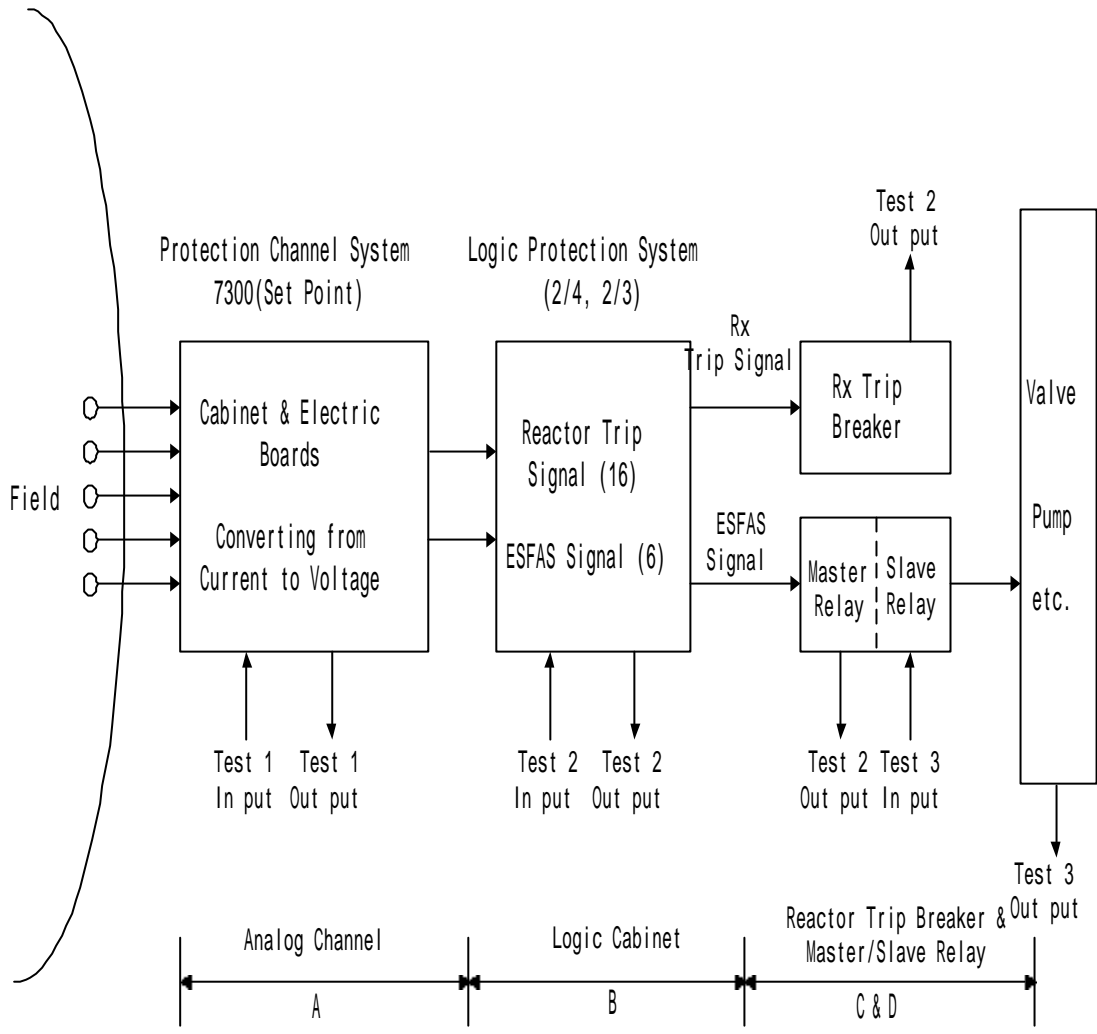 Field
Protection Channel System
7300(Set Point)
Cabinet & Electric
Boards
Converting from
Current to Voltage
Test 1
In put
Test 1
Out put
Logic Protection System
(2/4, 2/3)
Reactor Trip
Signal (16)
ESFAS Signal (6)
Test 2
In put
Test 2
Out put
Rx
Trip Signal
ESFAS
Signal
Test 2
Out put
Rx Trip
Breaker
Master
Relay
Slave
Relay
Test 2
Out put
Test 3
In put
Valve
Pump
etc.
Test 3
Out put
Analog Channel
A
Logic Cabinet
B
Reactor Trip Breaker &
Master/Slave Relay
C & D